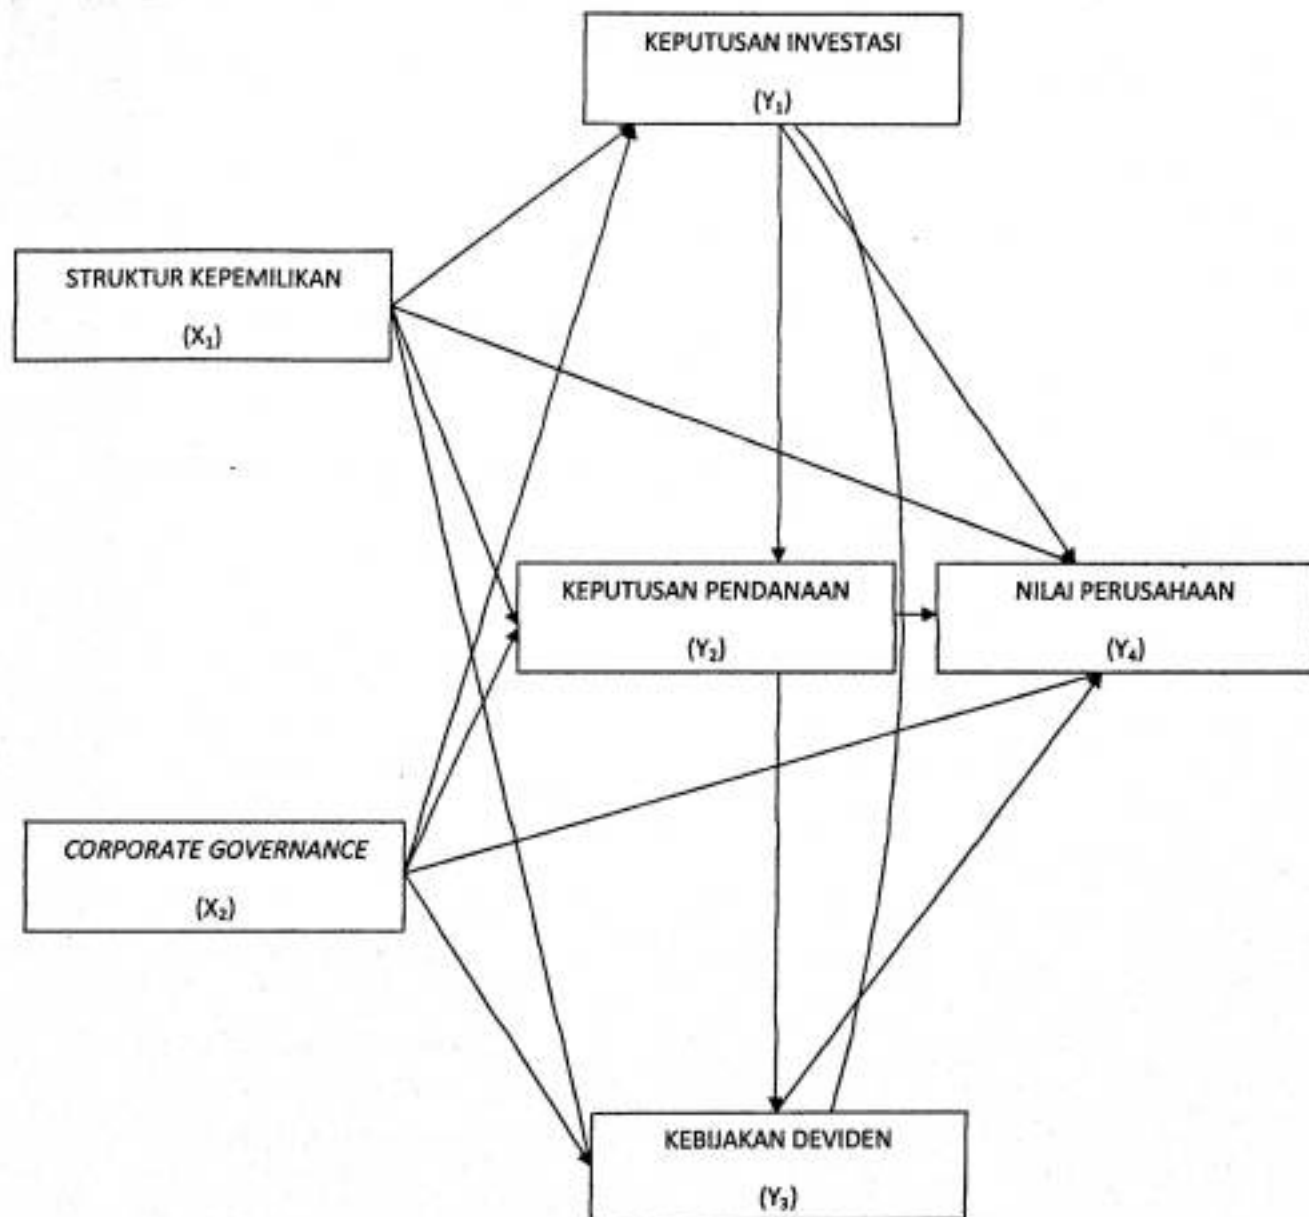 KEPUTUSAN INVESTASI
(Y₁)
STRUKTUR KEPEMILIKAN
(X₁)
KEPUTUSAN PENDANAAN
(Y₂)
NILAI PERUSAHAAN
(Y₄)
CORPORATE GOVERNANCE
(X₂)
KEBIJAKAN DEVIDEN
(Y₃)